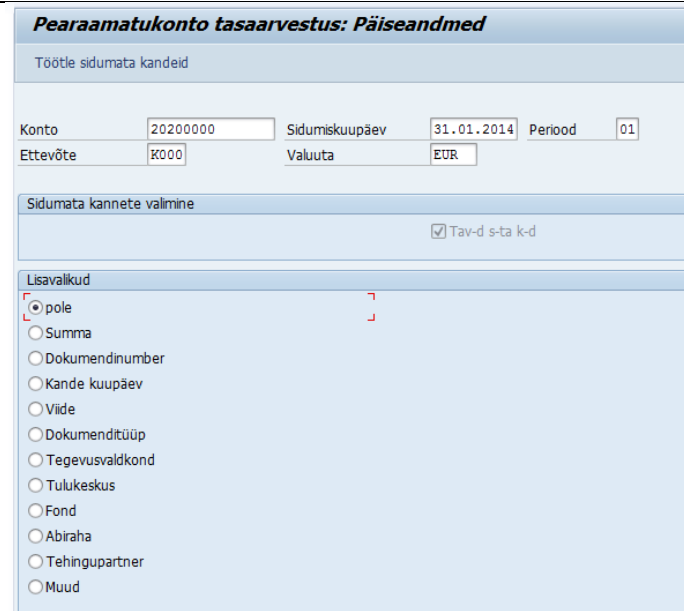 Pearaamatukonto tasaarvestus: Päiseandmed
Töötle sidumata kandeid
Konto 20200000 Sidumiskuupäev 31.01.2014 Periood 01
Ettevõte K000 Valuuta EUR
Sidumata kannete valimine
Tav-d s-ta k-d
Lisavalikud
pole
Summa
Dokumendinumber
Kande kuupäev
Viide
Dokumenditüüp
Tegevusvaldkond
Tulukeskus
Fond
Abiraha
Tehingupartner
Muud